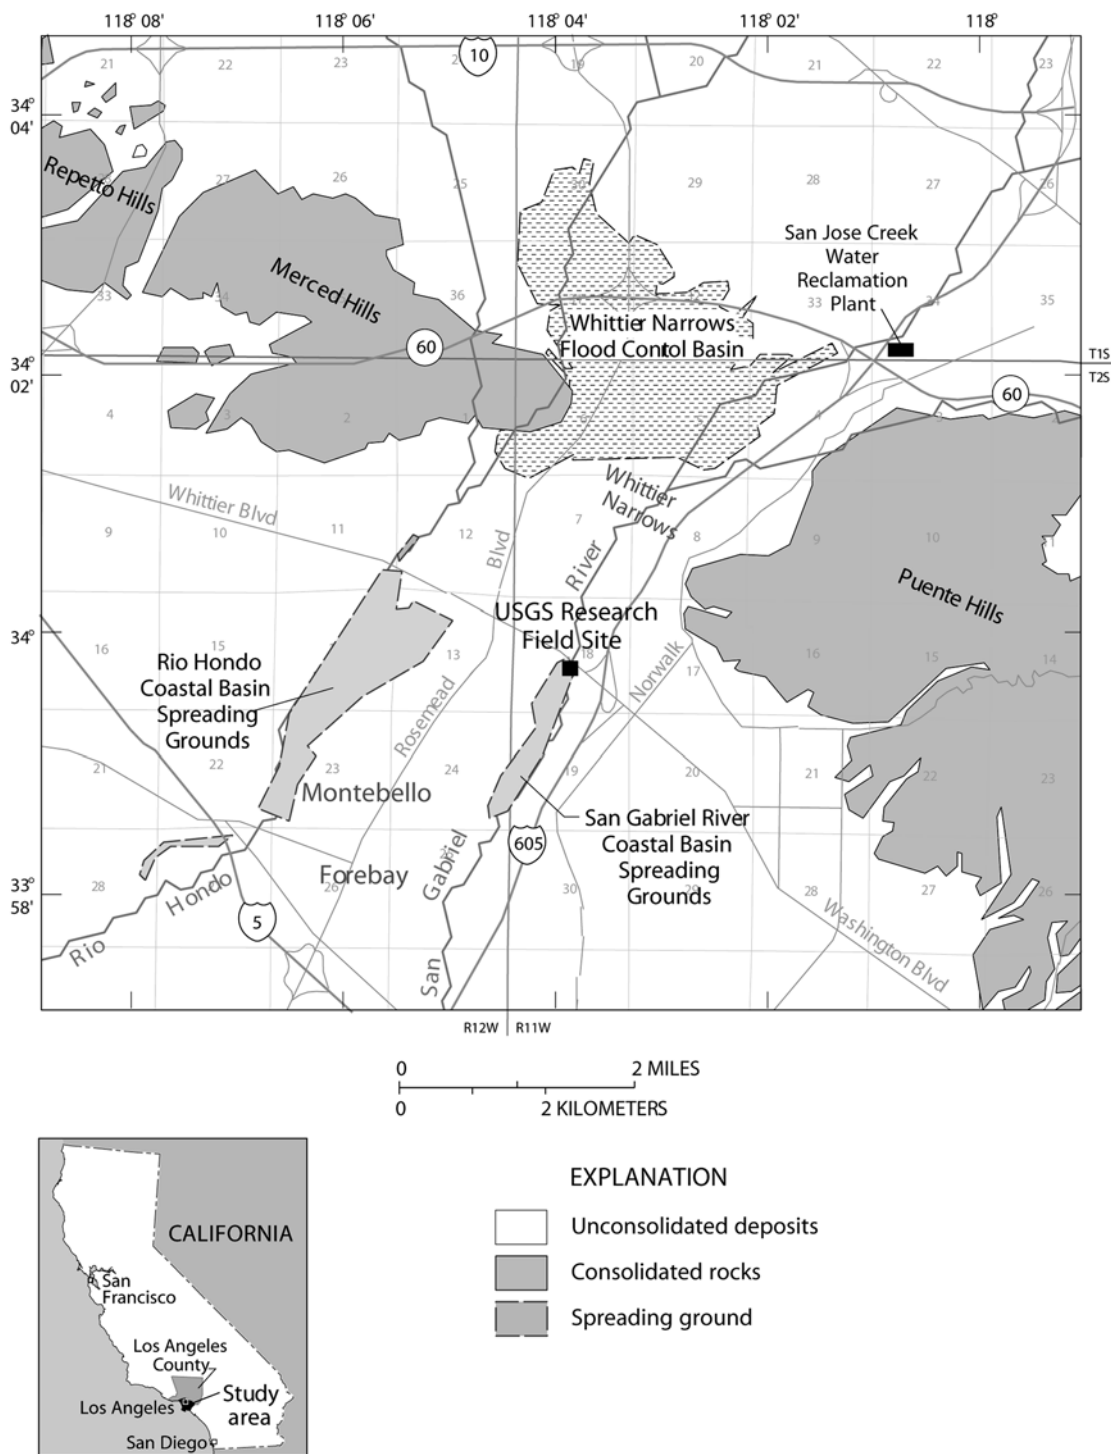 118° 08'
118° 06'
118° 04'
118° 02'
118°
10
21
22
23
19
20
21
22
23
34°
04'
Repetto Hills
27
26
25
30
29
28
27
26
San Jose Creek
Water
Reclamation
Plant
Merced Hills
33
34
36
33
34
35
Whittier Narrows
Flood Contol Basin
60
34°
02'
T1S
T2S
60
4
3
2
1
4
Whittier
Narrows
Whittier Blvd
9
10
11
12
7
8
9
10
11
Blvd
River
Puente Hills
USGS Research
Field Site
34°
16
15
13
18
17
16
15
14
Rio Hondo
Coastal Basin
Spreading
Grounds
Norwalk
Rosemead
21
22
23
24
19
20
21
22
23
Montebello
San Gabriel River
Coastal Basin
Spreading
Grounds
605
Forebay
33°
58'
28
26
30
29
28
27
26
Rio Hondo
5
San Gabriel
Washington Blvd
R12W
R11W
0
2 MILES
0
2 KILOMETERS
CALIFORNIA
San
Francisco
Los Angeles
County
Los Angeles
Study
area
San Diego
EXPLANATION
Unconsolidated deposits
Consolidated rocks
Spreading ground